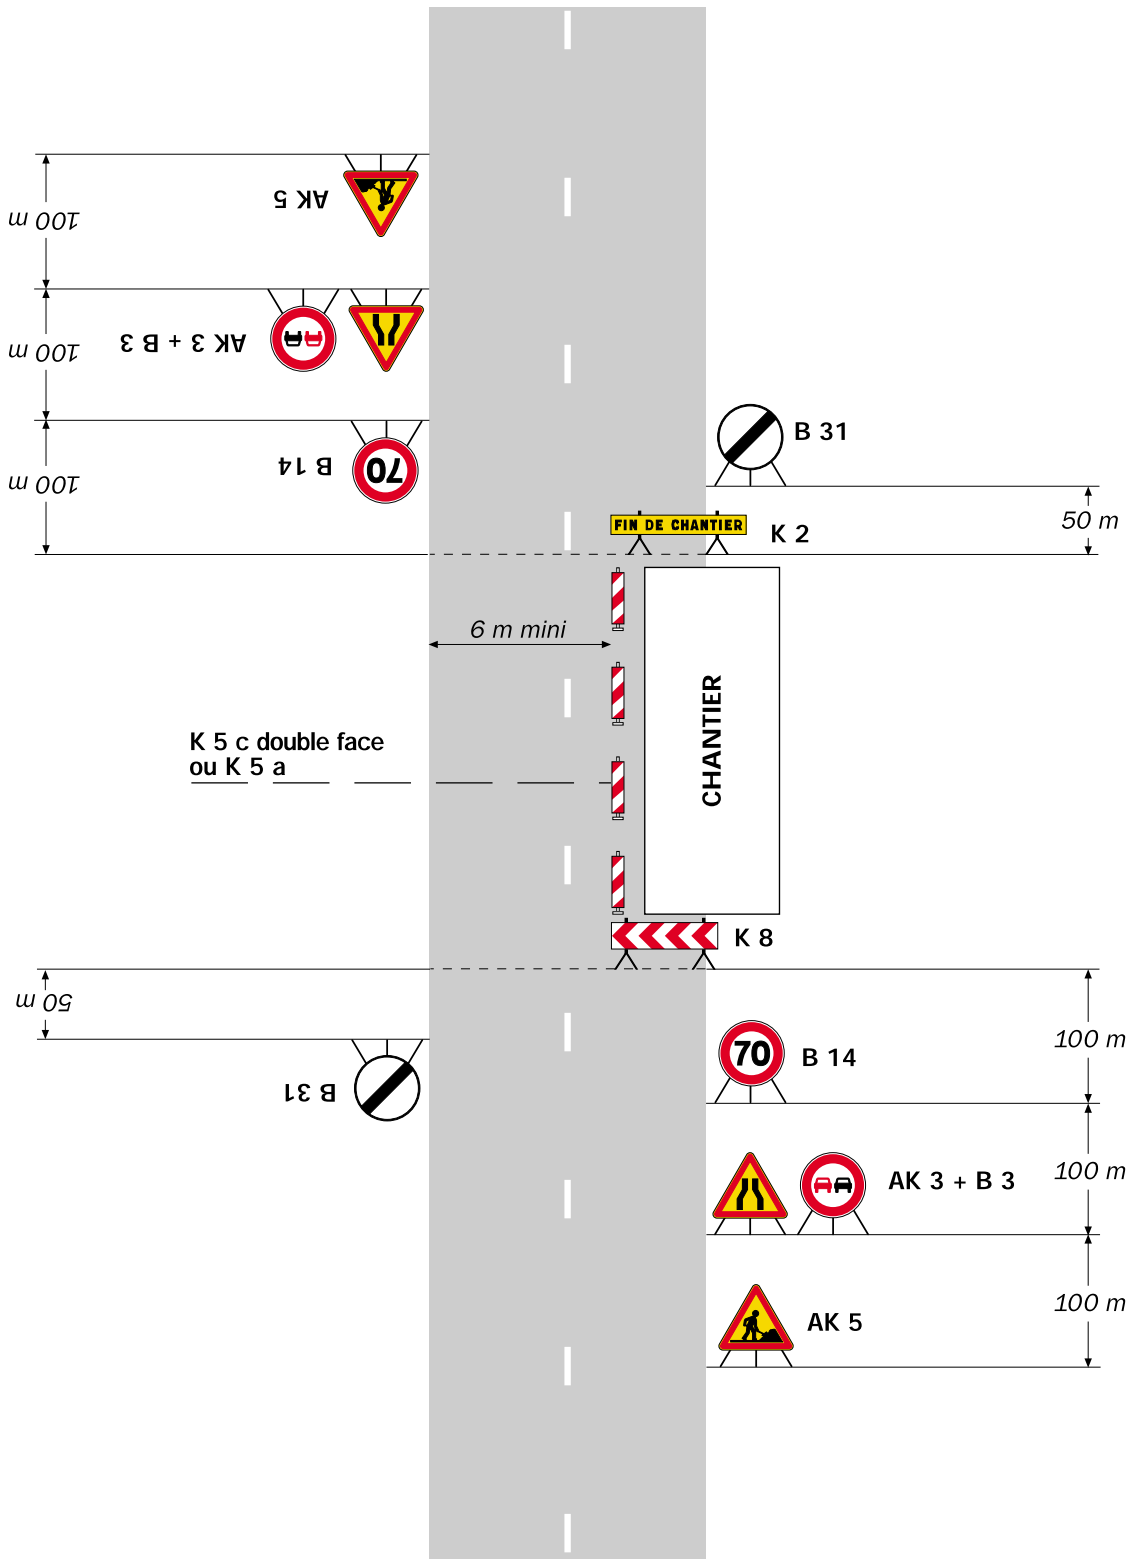 AK 5
100 m
AK 3 + B 3
100 m
B 31
B 14
70
100 m
50 m
FIN DE CHANTIER
K 2
6 m mini
CHANTIER
K 5 c double face
ou K 5 a
K 8
50 m
100 m
70
B 14
B 31
100 m
AK 3 + B 3
100 m
AK 5